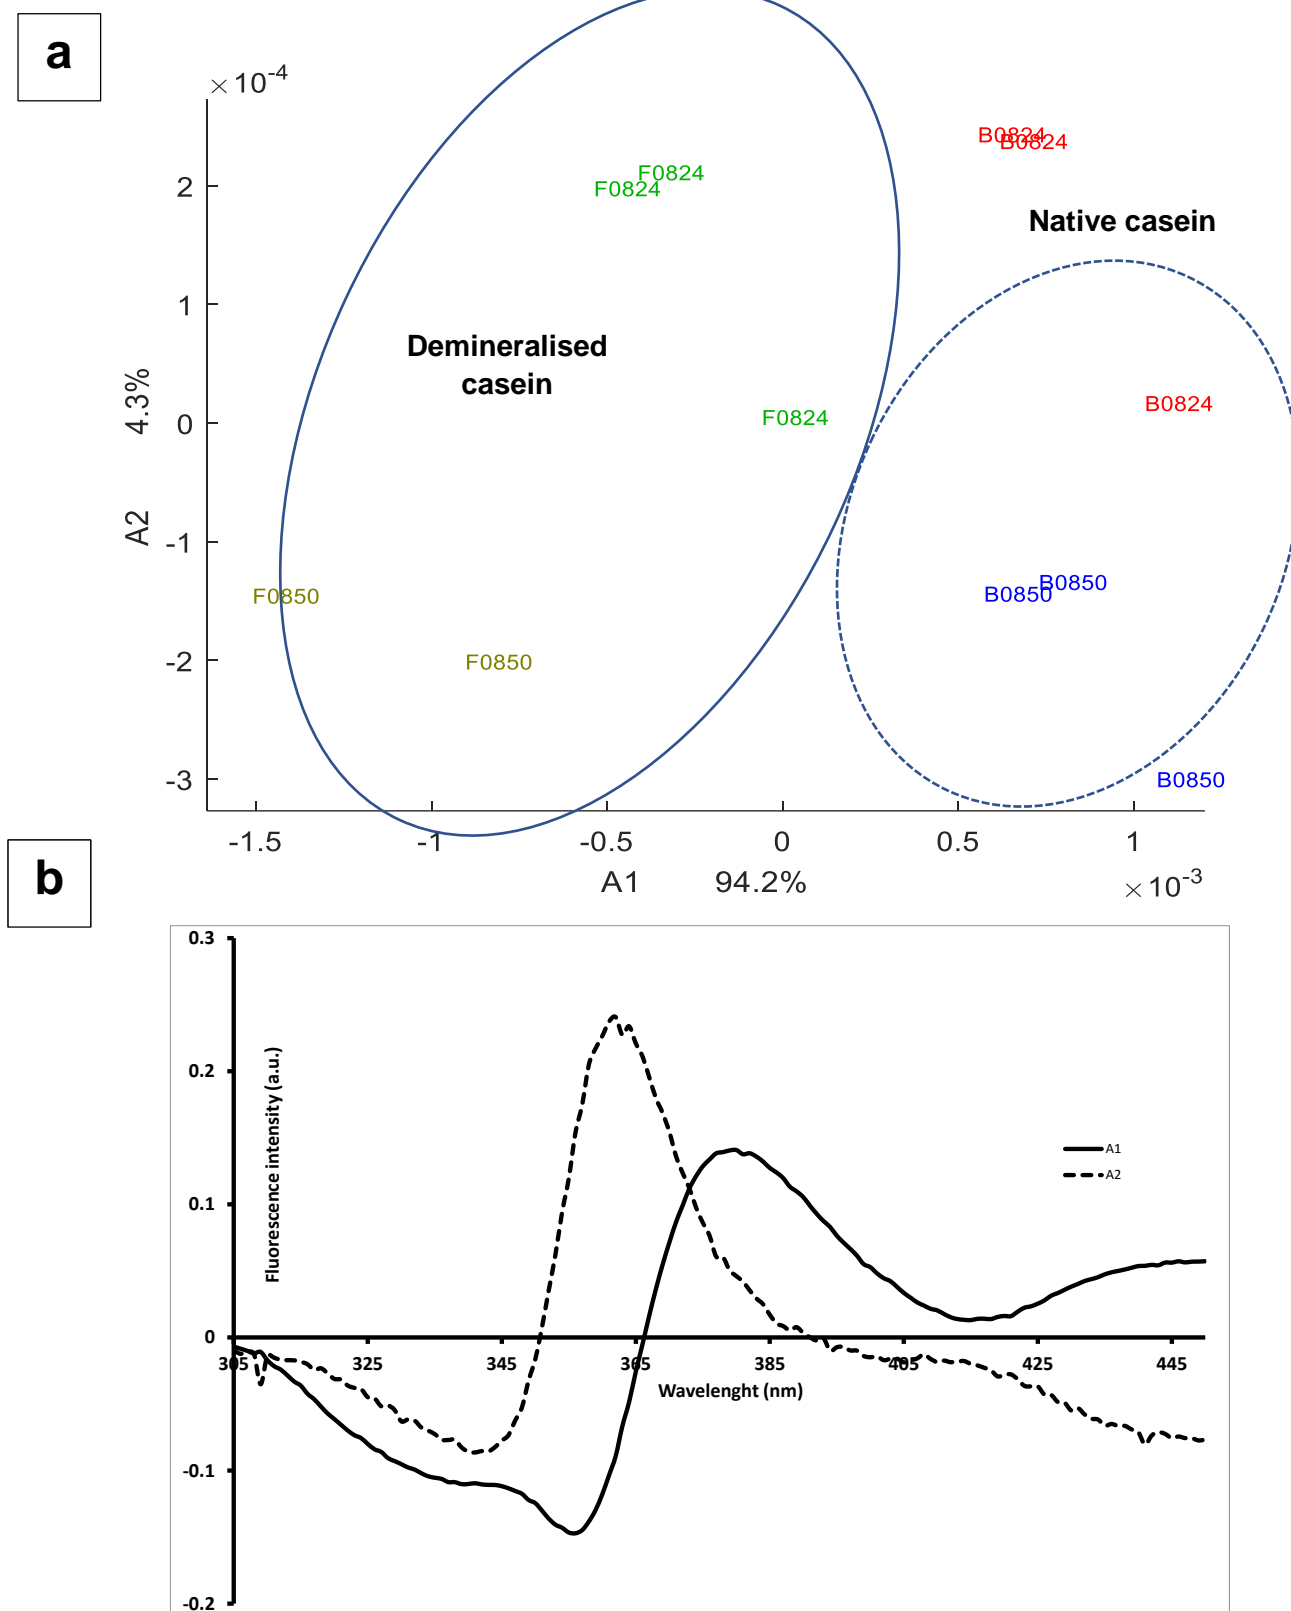 a
× 10-4
B0824
B0824
F0824
F0824
2
Native casein
1
Demineralised
casein
4.3%
B0824
F0824
0
A2
-1
B0850
B0850
F0850
F0850
-2
-3
B0850
-1.5
-1
-0.5
0
0.5
1
A1 94.2%
× 10-3
b
0.3
0.2
Fluorescence intensity (a.u.)
A1
A2
0.1
0
305
325
345
365
385
405
425
445
Wavelenght (nm)
-0.1
-0.2